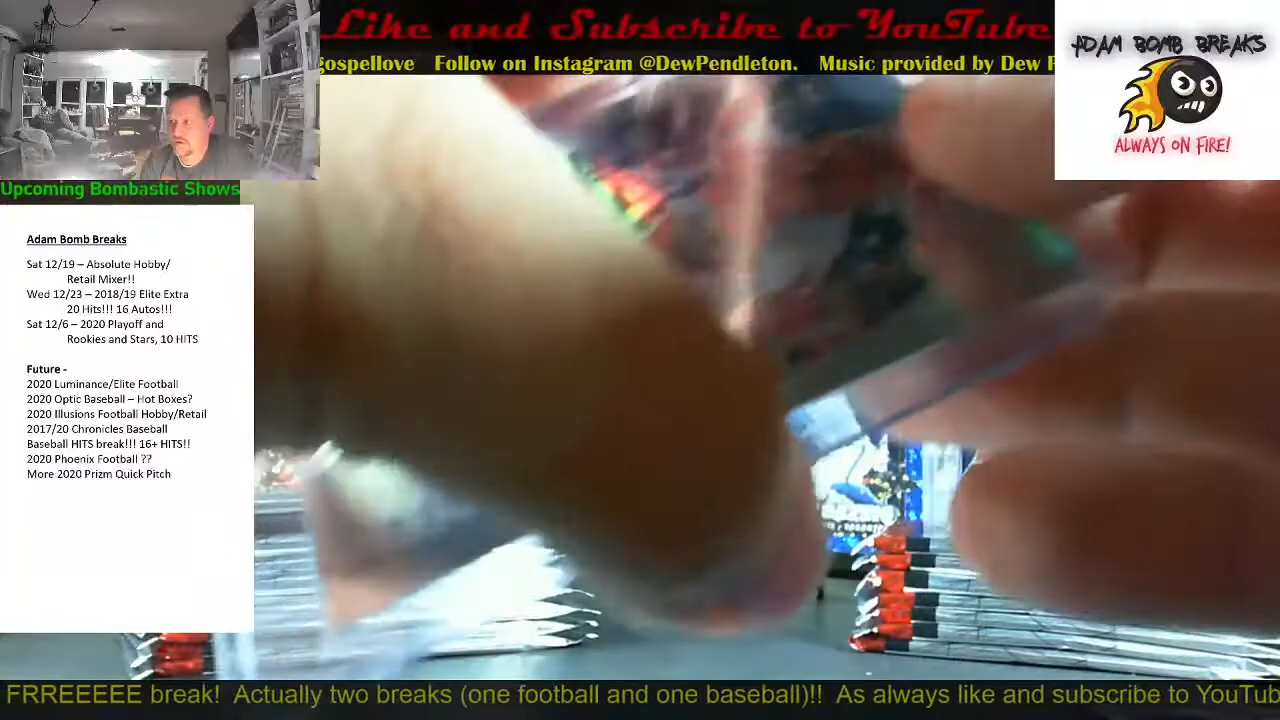 Like and Subscribe to YouTube
gospellove Follow on Instagram @DewPendleton. Music provided by Dew
ADAM BOMB BREAKS
ALWAYS ON FIRE!
Upcoming Bombastic Shows
Adam Bomb Breaks
Sat 12/19 – Absolute Hobby/
Retail Mixer!!
Wed 12/23 – 2018/19 Elite Extra
20 Hits!!! 16 Autos!!!
Sat 12/6 – 2020 Playoff and
Rookies and Stars, 10 HITS
Future -
2020 Luminance/Elite Football
2020 Optic Baseball – Hot Boxes?
2020 Illusions Football Hobby/Retail
2017/20 Chronicles Baseball
Baseball HITS break!!! 16+ HITS!!
2020 Phoenix Football ??
More 2020 Prizm Quick Pitch
FRREEEEE break! Actually two breaks (one football and one baseball)!! As always like and subscribe to YouTub